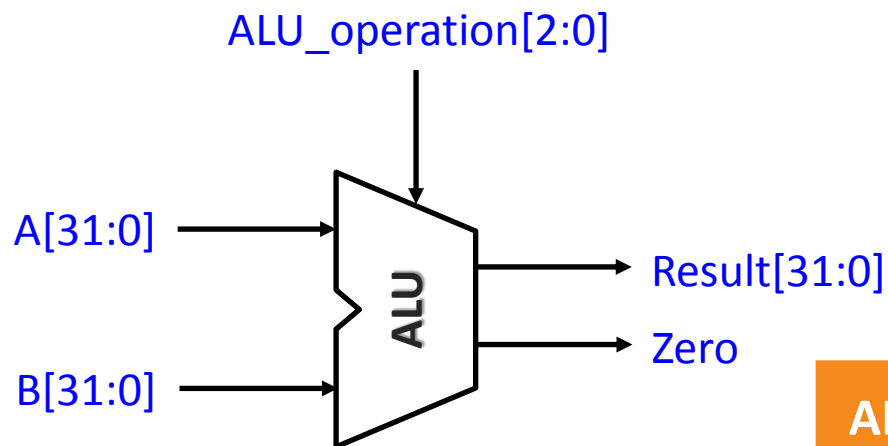 ALU_operation[2:0]
A[31:0]
ALU
Result[31:0]
Zero
B[31:0]